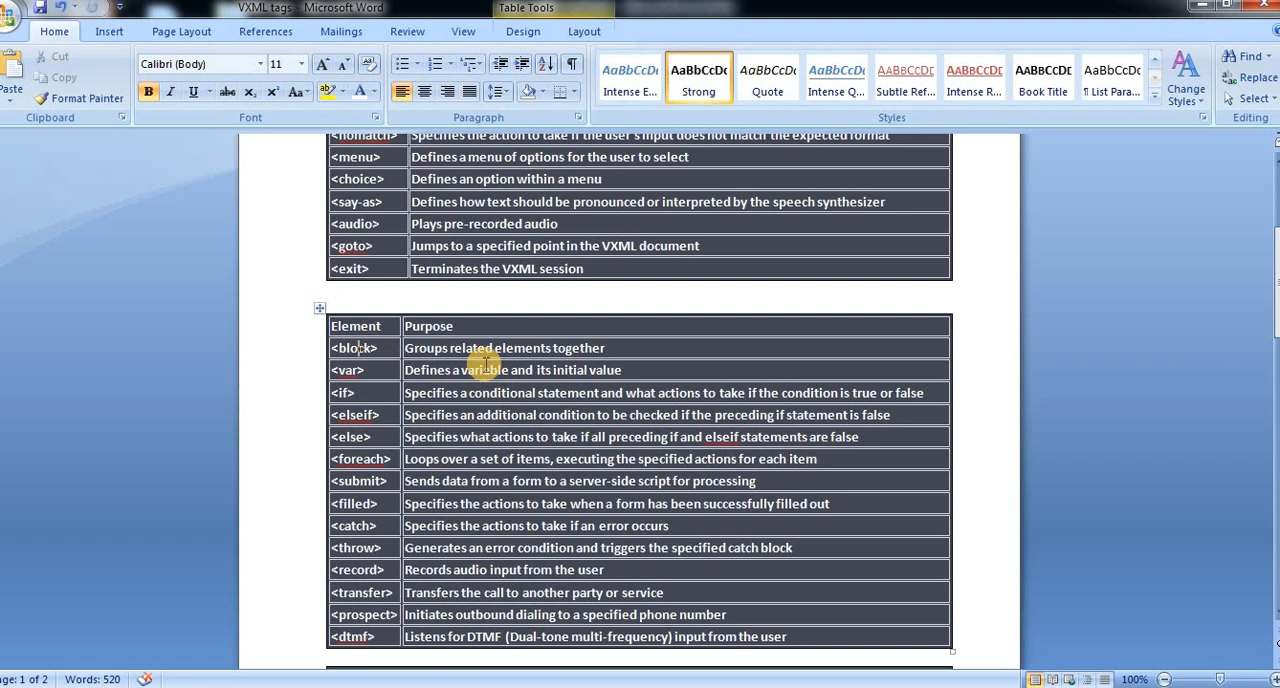 VXML tags - Microsoft Word
Table Tools
Home Insert Page Layout References Mailings Review View Design Layout
Cut
Copy
Paste
Format Painter
Clipboard
Calibri (Body) 11
Font
Paragraph
AaBbCcDc AaBbCcDc AaBbCcDc AaBbCcDc AaBbCcDc AaBbCcDc AaBbCcDc AaBbCcDc
Intense E... Strong Quote Intense Q... Subtle Ref... Intense R... Book Title ¶ List Para...
Change Styles
Styles
Find
Replace
Select
Editing
<nomatch> Specifies the action to take if the user's input does not match the expected format
<menu> Defines a menu of options for the user to select
<choice> Defines an option within a menu
<say-as> Defines how text should be pronounced or interpreted by the speech synthesizer
<audio> Plays pre-recorded audio
<goto> Jumps to a specified point in the VXML document
<exit> Terminates the VXML session
Element Purpose
<block> Groups related elements together
<var> Defines a variable and its initial value
<if> Specifies a conditional statement and what actions to take if the condition is true or false
<elseif> Specifies an additional condition to be checked if the preceding if statement is false
<else> Specifies what actions to take if all preceding if and elseif statements are false
<foreach> Loops over a set of items, executing the specified actions for each item
<submit> Sends data from a form to a server-side script for processing
<filled> Specifies the actions to take when a form has been successfully filled out
<catch> Specifies the actions to take if an error occurs
<throw> Generates an error condition and triggers the specified catch block
<record> Records audio input from the user
<transfer> Transfers the call to another party or service
<prospect> Initiates outbound dialing to a specified phone number
<dtmf> Listens for DTMF (Dual-tone multi-frequency) input from the user
age: 1 of 2 Words: 520 100%